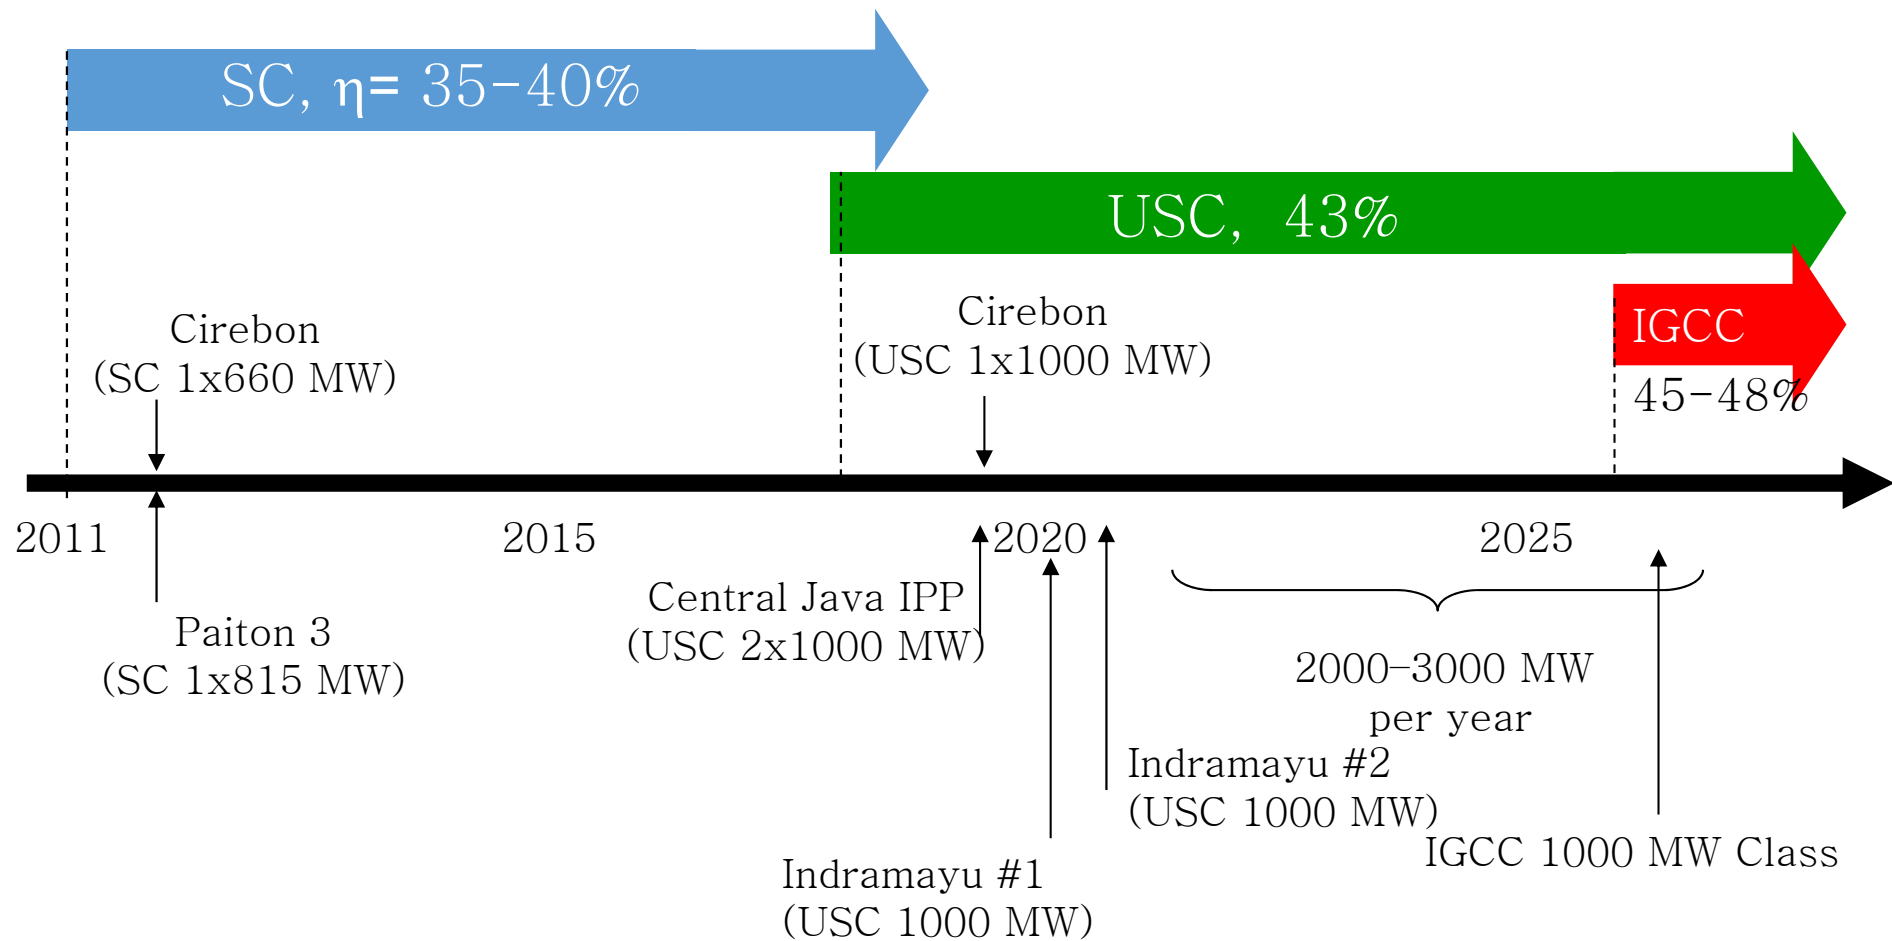 SC, η= 35-40%
USC, 43%
IGCC
45-48%
Cirebon
(SC 1x660 MW)
Cirebon
(USC 1x1000 MW)
2011
2015
2020
2025
Paiton 3
(SC 1x815 MW)
Central Java IPP
(USC 2x1000 MW)
2000-3000 MW
per year
Indramayu #2
(USC 1000 MW)
IGCC 1000 MW Class
Indramayu #1
(USC 1000 MW)